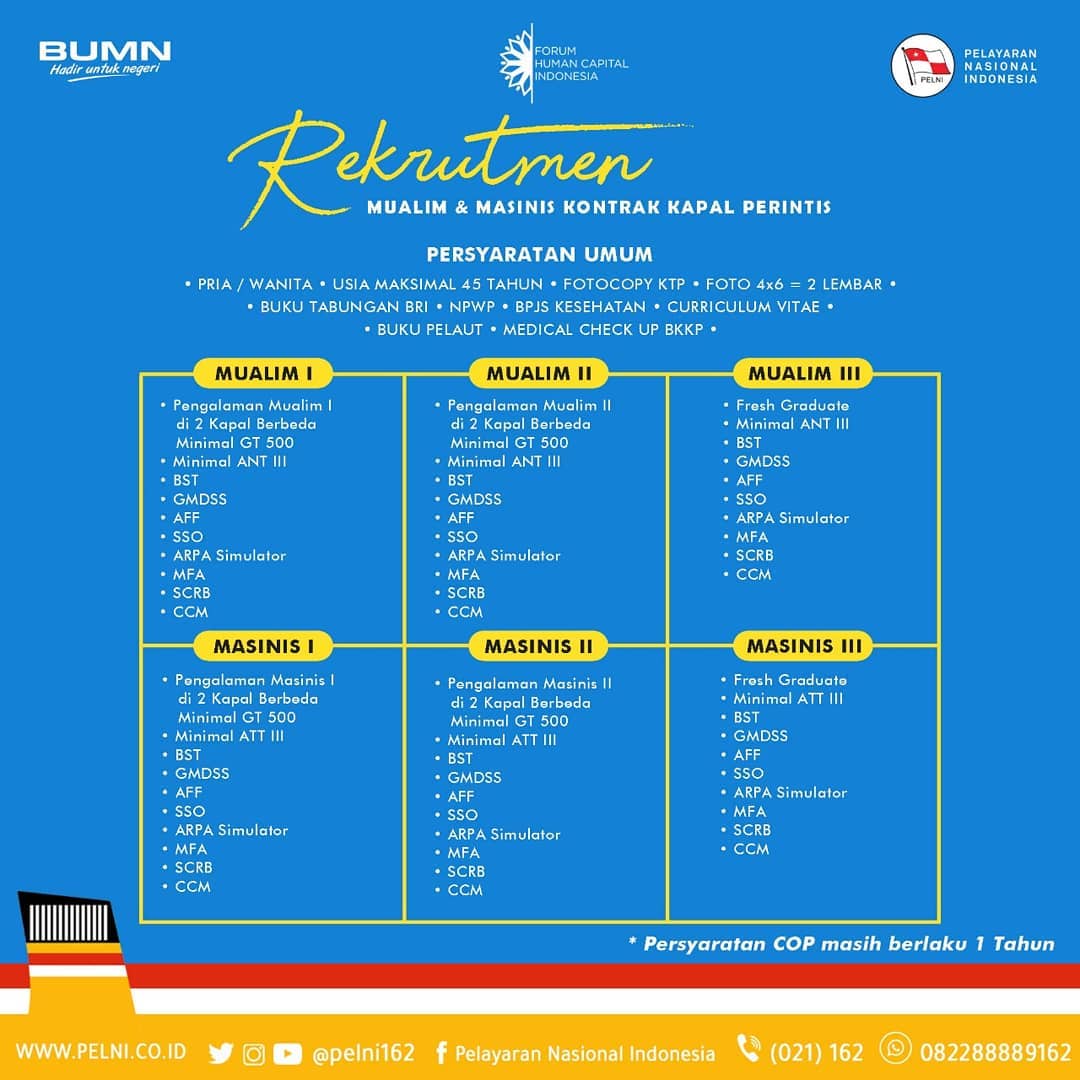 BUMN
Hadir untuk negeri
FORUM
HUMAN CAPITAL
INDONESIA
PELNI
PELAYARAN
NASIONAL
INDONESIA
Rekrutmen
MUALIM & MASINIS KONTRAK KAPAL PERINTIS
PERSYARATAN UMUM
• PRIA / WANITA • USIA MAKSIMAL 45 TAHUN • FOTOCOPY KTP • FOTO 4x6 = 2 LEMBAR •
• BUKU TABUNGAN BRI • NPWP • BPJS KESEHATAN • CURRICULUM VITAE •
• BUKU PELAUT • MEDICAL CHECK UP BKKP •
MUALIM I
• Pengalaman Mualim I
di 2 Kapal Berbeda
Minimal GT 500
• Minimal ANT III
• BST
• GMDSS
• AFF
• SSO
• ARPA Simulator
• MFA
• SCRB
• CCM
MUALIM II
• Pengalaman Mualim II
di 2 Kapal Berbeda
Minimal GT 500
• Minimal ANT III
• BST
• GMDSS
• AFF
• SSO
• ARPA Simulator
• MFA
• SCRB
• CCM
MUALIM III
• Fresh Graduate
• Minimal ANT III
• BST
• GMDSS
• AFF
• SSO
• ARPA Simulator
• MFA
• SCRB
• CCM
MASINIS I
• Pengalaman Masinis I
di 2 Kapal Berbeda
Minimal GT 500
• Minimal ATT III
• BST
• GMDSS
• AFF
• SSO
• ARPA Simulator
• MFA
• SCRB
• CCM
MASINIS II
• Pengalaman Masinis II
di 2 Kapal Berbeda
Minimal GT 500
• Minimal ATT III
• BST
• GMDSS
• AFF
• SSO
• ARPA Simulator
• MFA
• SCRB
• CCM
MASINIS III
• Fresh Graduate
• Minimal ATT III
• BST
• GMDSS
• AFF
• SSO
• ARPA Simulator
• MFA
• SCRB
• CCM
* Persyaratan COP masih berlaku 1 Tahun
WWW.PELNI.CO.ID @pelni162 Pelayaran Nasional Indonesia (021) 162 082288889162